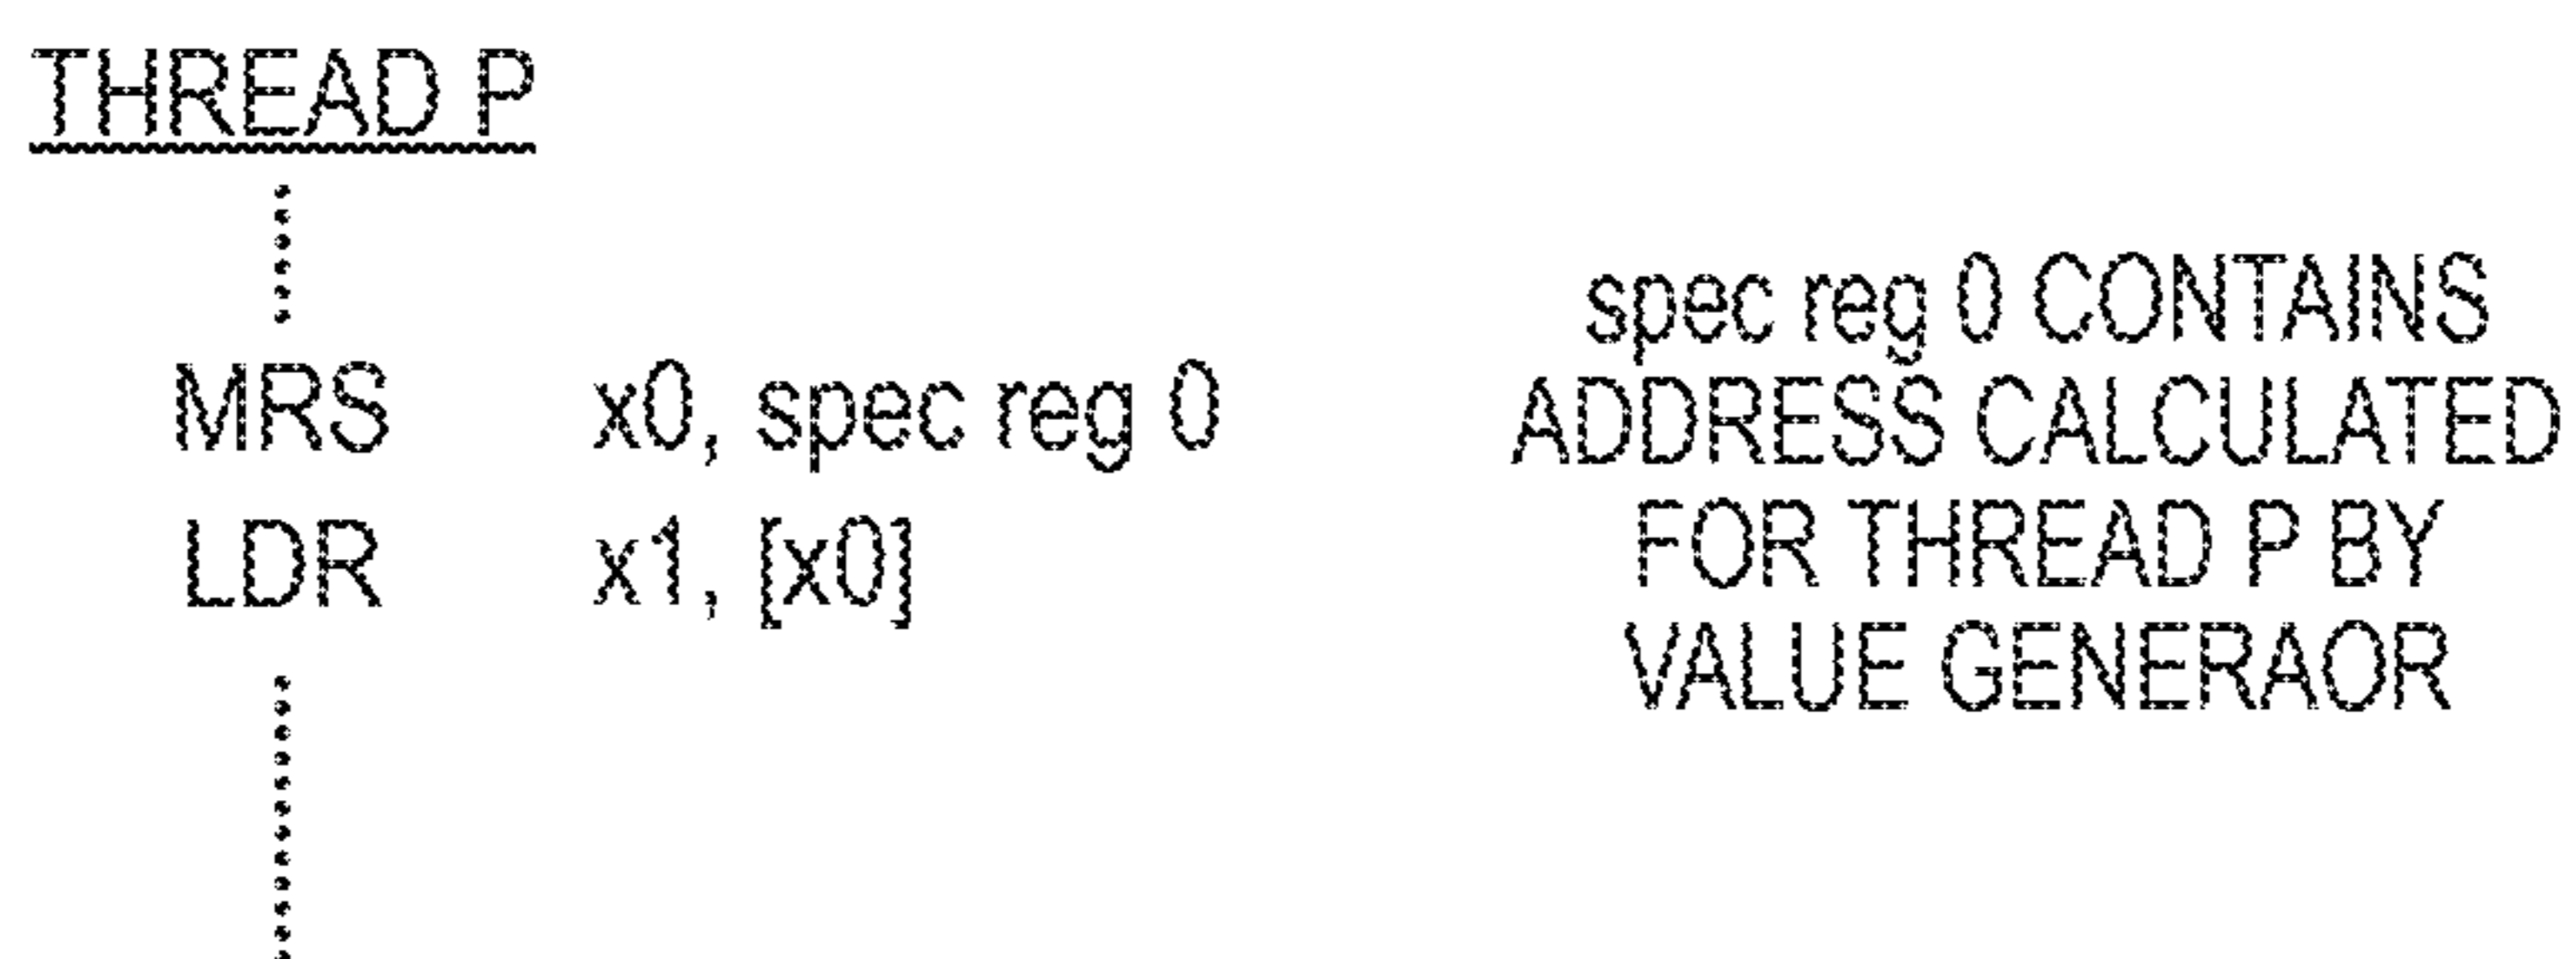 THREAD P
MRS x0, spec reg 0
LDR x1, [x0]
spec reg 0 CONTAINS
ADDRESS CALCULATED
FOR THREAD P BY
VALUE GENERAOR